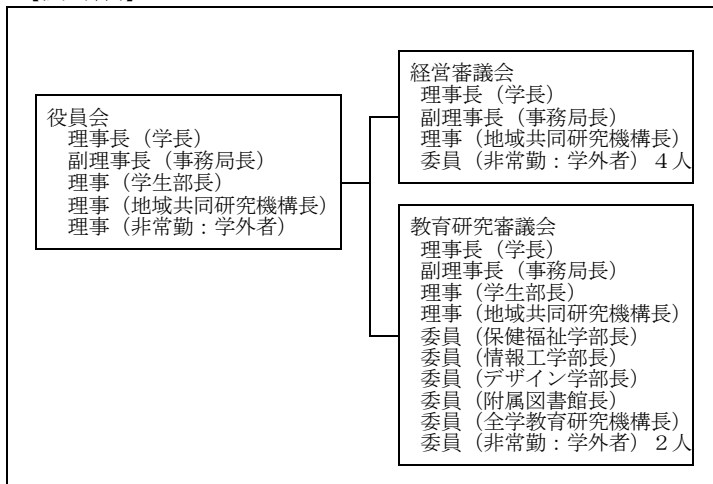 役員会
理事長（学長）
副理事長（事務局長）
理事（学生部長）
理事（地域共同研究機構長）
理事（非常勤：学外者）
経営審議会
理事長（学長）
副理事長（事務局長）
理事（地域共同研究機構長）
委員（非常勤：学外者）４人
教育研究審議会
理事長（学長）
副理事長（事務局長）
理事（学生部長）
理事（地域共同研究機構長）
委員（保健福祉学部長）
委員（情報工学部長）
委員（デザイン学部長）
委員（附属図書館長）
委員（全学教育研究機構長）
委員（非常勤：学外者）２人